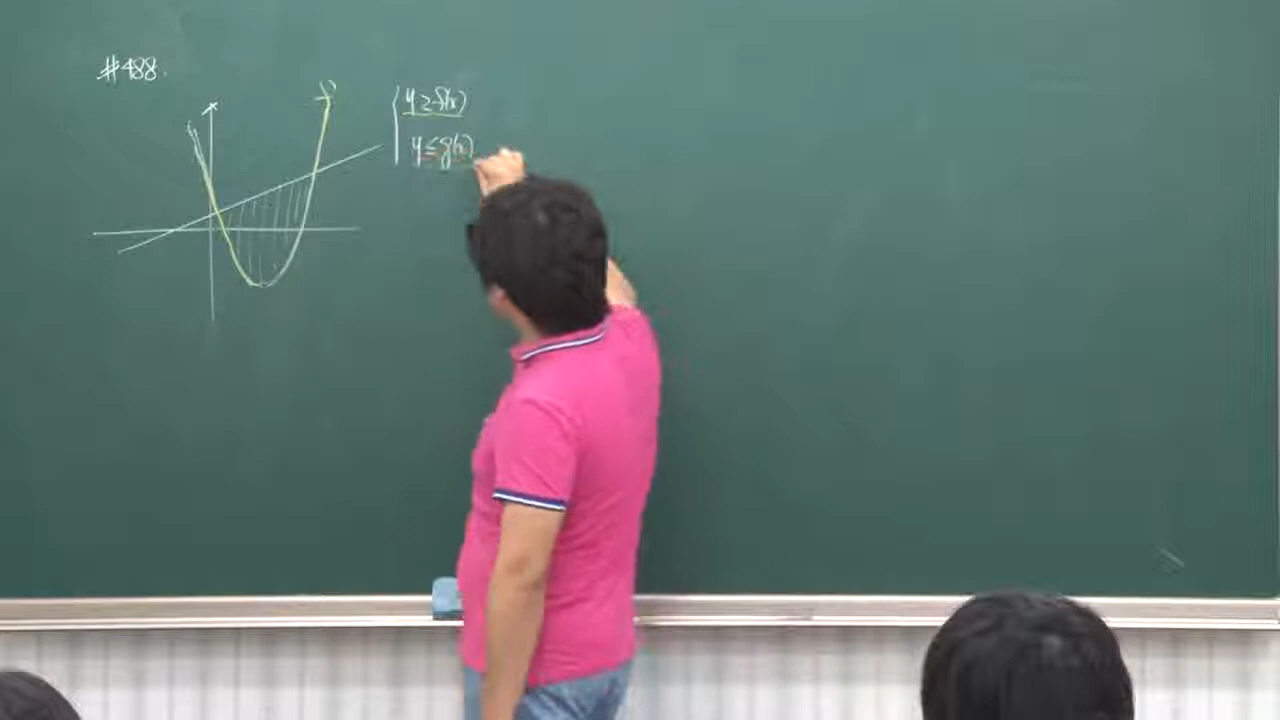 #488.
y ≥ f(x)
y ≤ g(x)